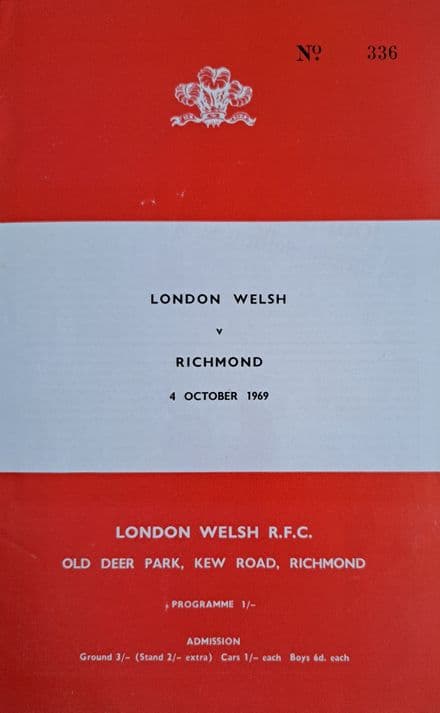 Nº. 336
LONDON WELSH
v
RICHMOND
4 OCTOBER 1969
LONDON WELSH R.F.C.
OLD DEER PARK, KEW ROAD, RICHMOND
PROGRAMME 1/–
ADMISSION
Ground 3/– (Stand 2/– extra) Cars 1/– each Boys 6d. each